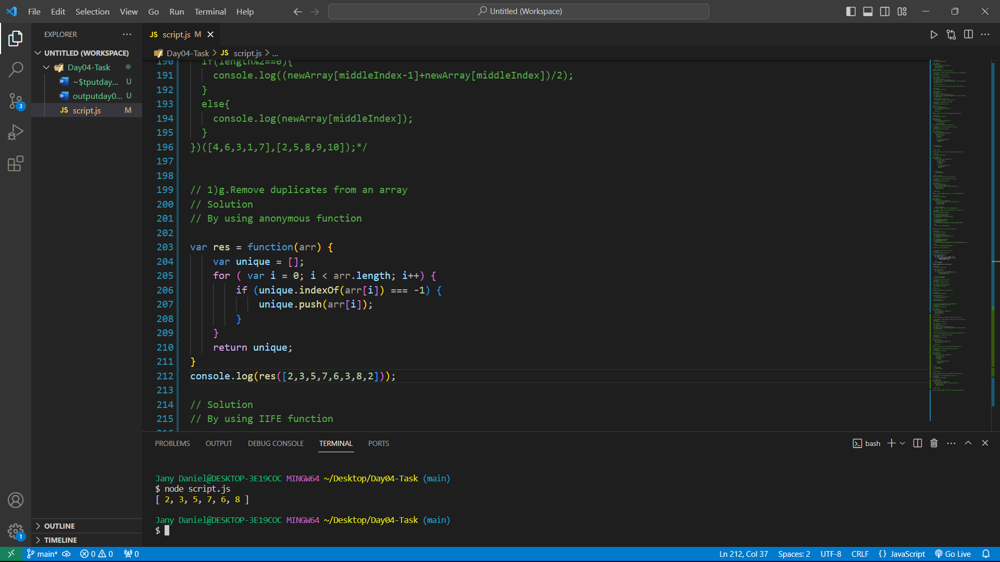 File Edit Selection View Go Run Terminal Help
Untitled (Workspace)
EXPLORER
UNTITLED (WORKSPACE)
Day04-Task
~$tputday... U
outputday0... U
JS script.js M
OUTLINE
TIMELINE
3
1
JS script.js M
Day04-Task > JS script.js > ...
190 if(length%2==0){
191 console.log((newArray[middleIndex-1]+newArray[middleIndex])/2);
192 }
193 else{
194 console.log(newArray[middleIndex]);
195 }
196 })([4,6,3,1,7],[2,5,8,9,10]);*/
197
198
199 // 1)g.Remove duplicates from an array
200 // Solution
201 // By using anonymous function
202
203 var res = function(arr) {
204 var unique = [];
205 for ( var i = 0; i < arr.length; i++) {
206 if (unique.indexOf(arr[i]) === -1) {
207 unique.push(arr[i]);
208 }
209 }
210 return unique;
211 }
212 console.log(res([2,3,5,7,6,3,8,2]));
213
214 // Solution
215 // By using IIFE function
216
PROBLEMS OUTPUT DEBUG CONSOLE TERMINAL PORTS
bash
Jany Daniel@DESKTOP-3E19COC MINGW64 ~/Desktop/Day04-Task (main)
$ node script.js
[ 2, 3, 5, 7, 6, 8 ]
Jany Daniel@DESKTOP-3E19COC MINGW64 ~/Desktop/Day04-Task (main)
$
main* 0 0 0
Ln 212, Col 37 Spaces: 2 UTF-8 CRLF {} JavaScript Go Live